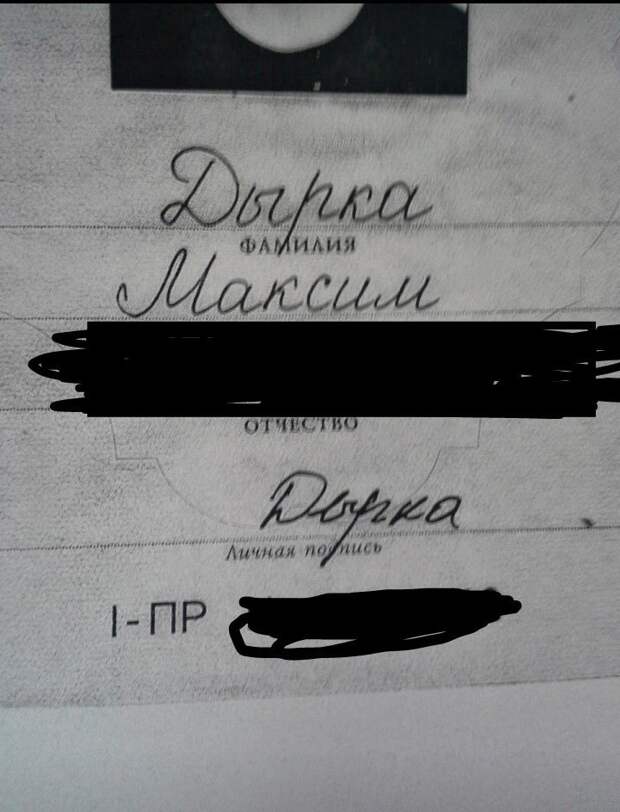 Дырка
ФАМИЛИЯ
Максим
ОТЧЕСТВО
Дырка
Личная подпись
I-ПР